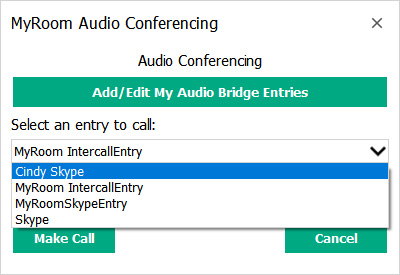 MyRoom Audio Conferencing
Audio Conferencing
Add/Edit My Audio Bridge Entries
Select an entry to call:
MyRoom IntercallEntry
Cindy Skype
MyRoom IntercallEntry
MyRoomSkypeEntry
Skype
Make Call
Cancel